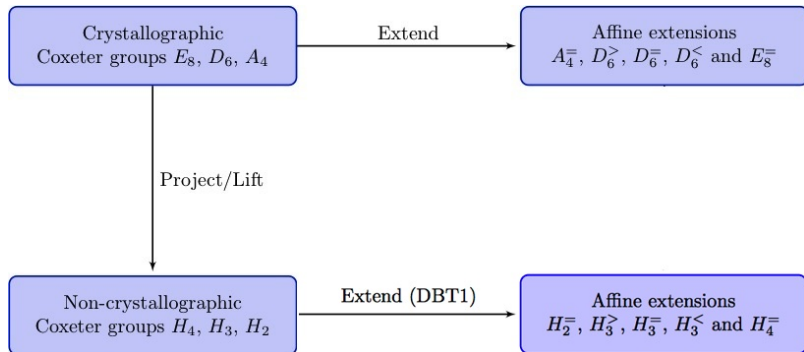 Crystallographic
Coxeter groups E₈, D₆, A₄
Extend
Affine extensions
A₄⁼, D₆^>, D₆⁼, D₆^< and E₈⁼
Project/Lift
Non-crystallographic
Coxeter groups H₄, H₃, H₂
Extend (DBT1)
Affine extensions
H₂⁼, H₃^>, H₃⁼, H₃^< and H₄⁼